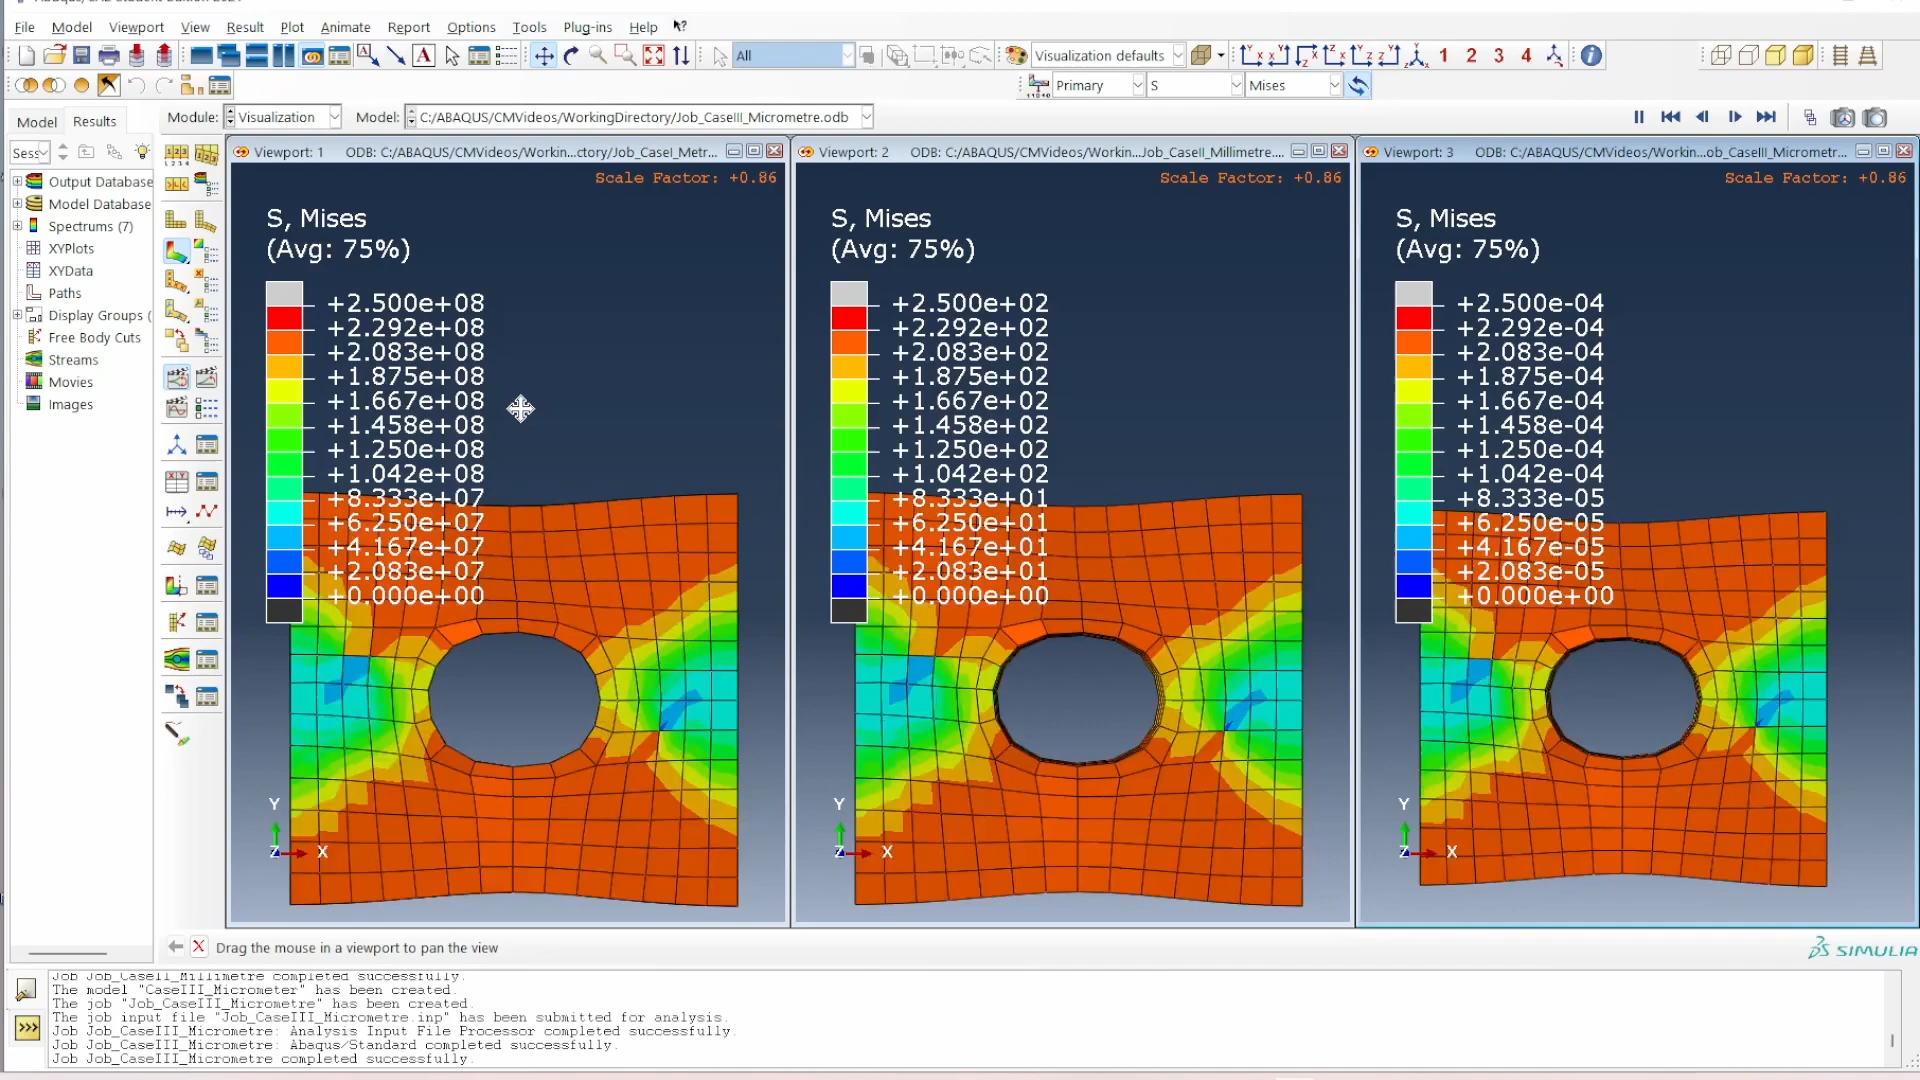 File Model Viewport View Result Plot Animate Report Options Tools Plug-ins Help
All Visualization defaults 1 2 3 4
Primary S Mises
Model Results Module: Visualization Model: C:/ABAQUS/CMVideos/WorkingDirectory/Job_CaseIII_Micrometre.odb
Output Database
Model Database
Spectrums (7)
XYPlots
XYData
Paths
Display Groups (
Free Body Cuts
Streams
Movies
Images
Viewport: 1 ODB: C:/ABAQUS/CMVideos/Workin...ctory/Job_CaseI_Metr...
Scale Factor: +0.86
S, Mises
(Avg: 75%)
+2.500e+08
+2.292e+08
+2.083e+08
+1.875e+08
+1.667e+08
+1.458e+08
+1.250e+08
+1.042e+08
+8.333e+07
+6.250e+07
+4.167e+07
+2.083e+07
+0.000e+00
Y
Z X
Viewport: 2 ODB: C:/ABAQUS/CMVideos/Workin...Job_CaseII_Millimetre....
Scale Factor: +0.86
S, Mises
(Avg: 75%)
+2.500e+02
+2.292e+02
+2.083e+02
+1.875e+02
+1.667e+02
+1.458e+02
+1.250e+02
+1.042e+02
+8.333e+01
+6.250e+01
+4.167e+01
+2.083e+01
+0.000e+00
Y
Z X
Viewport: 3 ODB: C:/ABAQUS/CMVideos/Workin...ob_CaseIII_Micrometr...
Scale Factor: +0.86
S, Mises
(Avg: 75%)
+2.500e-04
+2.292e-04
+2.083e-04
+1.875e-04
+1.667e-04
+1.458e-04
+1.250e-04
+1.042e-04
+8.333e-05
+6.250e-05
+4.167e-05
+2.083e-05
+0.000e+00
Y
Z X
Drag the mouse in a viewport to pan the view
SIMULIA
Job Job_CaseII_Millimetre completed successfully.
The model "CaseIII_Micrometer" has been created.
The job "Job_CaseIII_Micrometre" has been created.
The job input file "Job_CaseIII_Micrometre.inp" has been submitted for analysis.
Job Job_CaseIII_Micrometre: Analysis Input File Processor completed successfully.
Job Job_CaseIII_Micrometre: Abaqus/Standard completed successfully.
Job Job_CaseIII_Micrometre completed successfully.